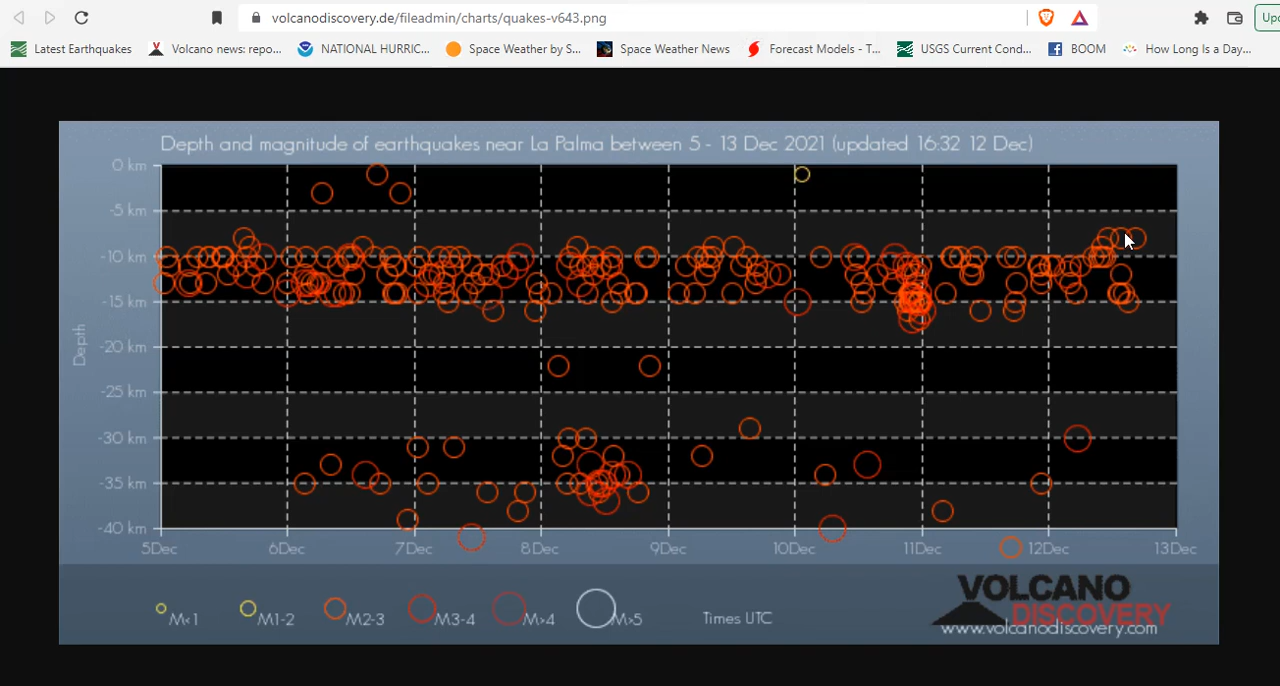 volcanodiscovery.de/fileadmin/charts/quakes-v643.png
Latest Earthquakes Volcano news: repo... NATIONAL HURRIC... Space Weather by S... Space Weather News Forecast Models - T... USGS Current Cond... BOOM How Long Is a Day...
Depth and magnitude of earthquakes near La Palma between 5 - 13 Dec 2021 (updated 16:32 12 Dec)
0 km
-5 km
-10 km
-15 km
-20 km
-25 km
-30 km
-35 km
-40 km
Depth
5Dec 6Dec 7Dec 8Dec 9Dec 10Dec 11Dec 12Dec 13Dec
M<1 M1-2 M2-3 M3-4 M>4 M>5 Times UTC
VOLCANO
DISCOVERY
www.volcanodiscovery.com